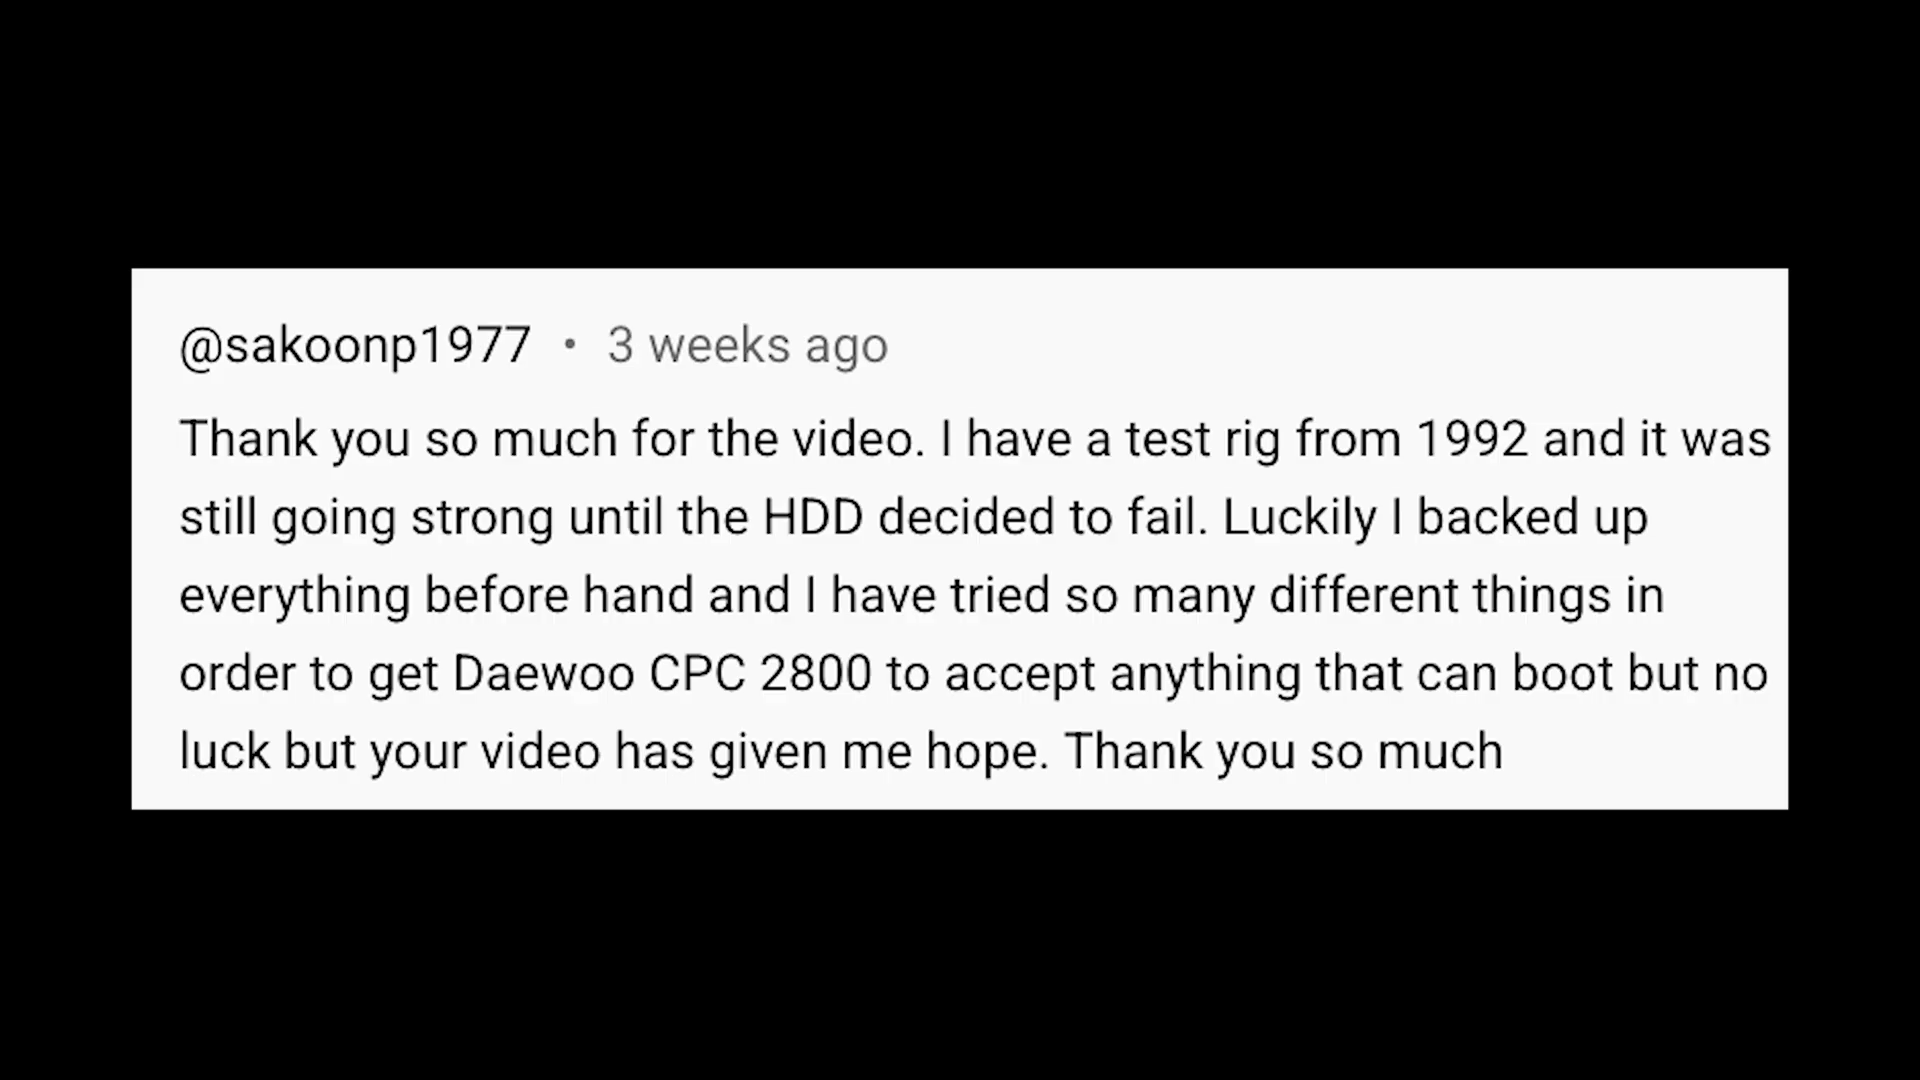 @sakoonp1977 • 3 weeks ago
Thank you so much for the video. I have a test rig from 1992 and it was
still going strong until the HDD decided to fail. Luckily I backed up
everything before hand and I have tried so many different things in
order to get Daewoo CPC 2800 to accept anything that can boot but no
luck but your video has given me hope. Thank you so much